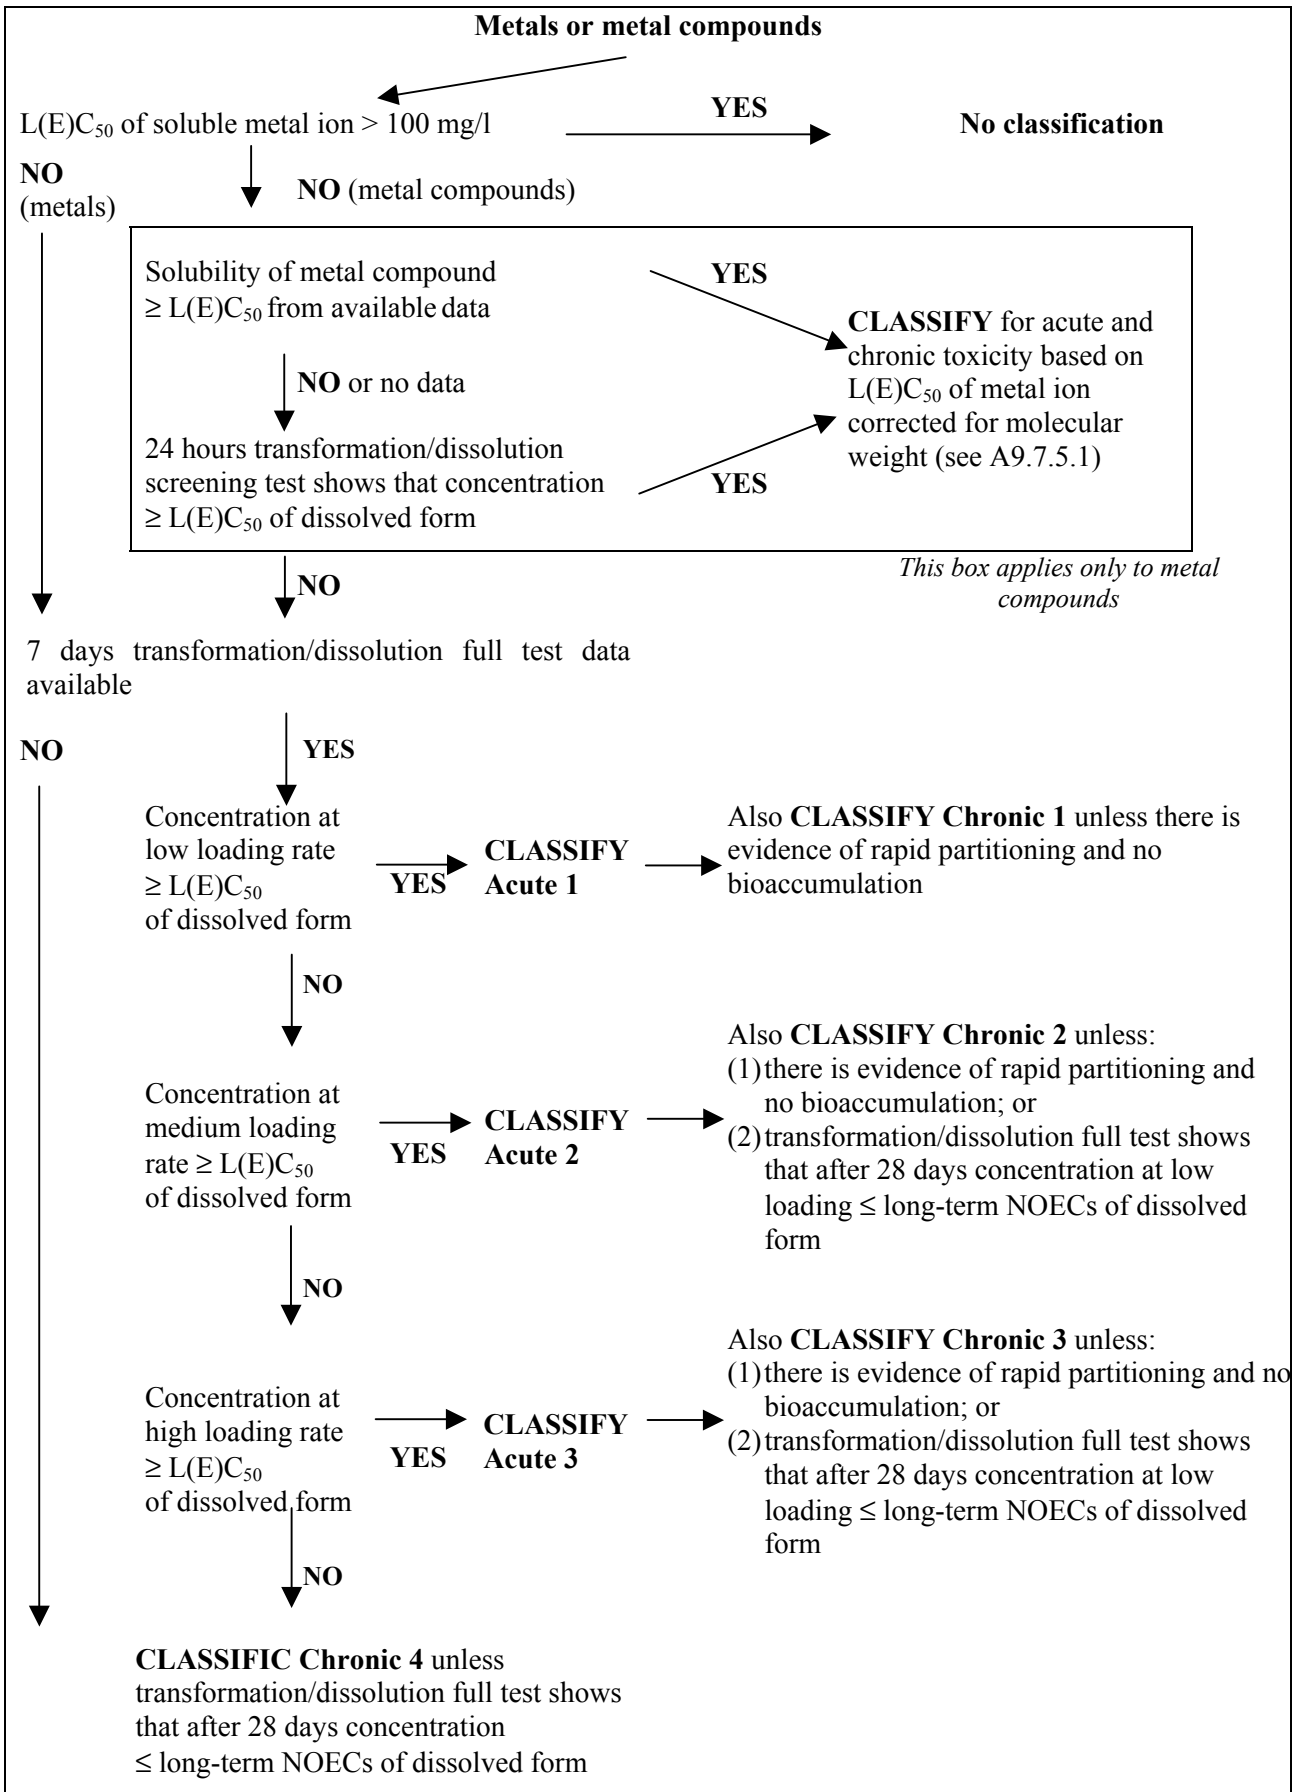 Metals or metal compounds
L(E)C₅₀ of soluble metal ion > 100 mg/l
YES
No classification
NO
(metals)
NO (metal compounds)
Solubility of metal compound
≥ L(E)C₅₀ from available data
YES
CLASSIFY for acute and
chronic toxicity based on
L(E)C₅₀ of metal ion
corrected for molecular
weight (see A9.7.5.1)
NO or no data
24 hours transformation/dissolution
screening test shows that concentration
≥ L(E)C₅₀ of dissolved form
YES
This box applies only to metal
compounds
NO
7 days transformation/dissolution full test data
available
NO
YES
Concentration at
low loading rate
≥ L(E)C₅₀
of dissolved form
YES
CLASSIFY
Acute 1
Also CLASSIFY Chronic 1 unless there is
evidence of rapid partitioning and no
bioaccumulation
NO
Concentration at
medium loading
rate ≥ L(E)C₅₀
of dissolved form
YES
CLASSIFY
Acute 2
Also CLASSIFY Chronic 2 unless:
(1) there is evidence of rapid partitioning and
no bioaccumulation; or
(2) transformation/dissolution full test shows
that after 28 days concentration at low
loading ≤ long-term NOECs of dissolved
form
NO
Concentration at
high loading rate
≥ L(E)C₅₀
of dissolved form
YES
CLASSIFY
Acute 3
Also CLASSIFY Chronic 3 unless:
(1) there is evidence of rapid partitioning and no
bioaccumulation; or
(2) transformation/dissolution full test shows
that after 28 days concentration at low
loading ≤ long-term NOECs of dissolved
form
NO
CLASSIFIC Chronic 4 unless
transformation/dissolution full test shows
that after 28 days concentration
≤ long-term NOECs of dissolved form